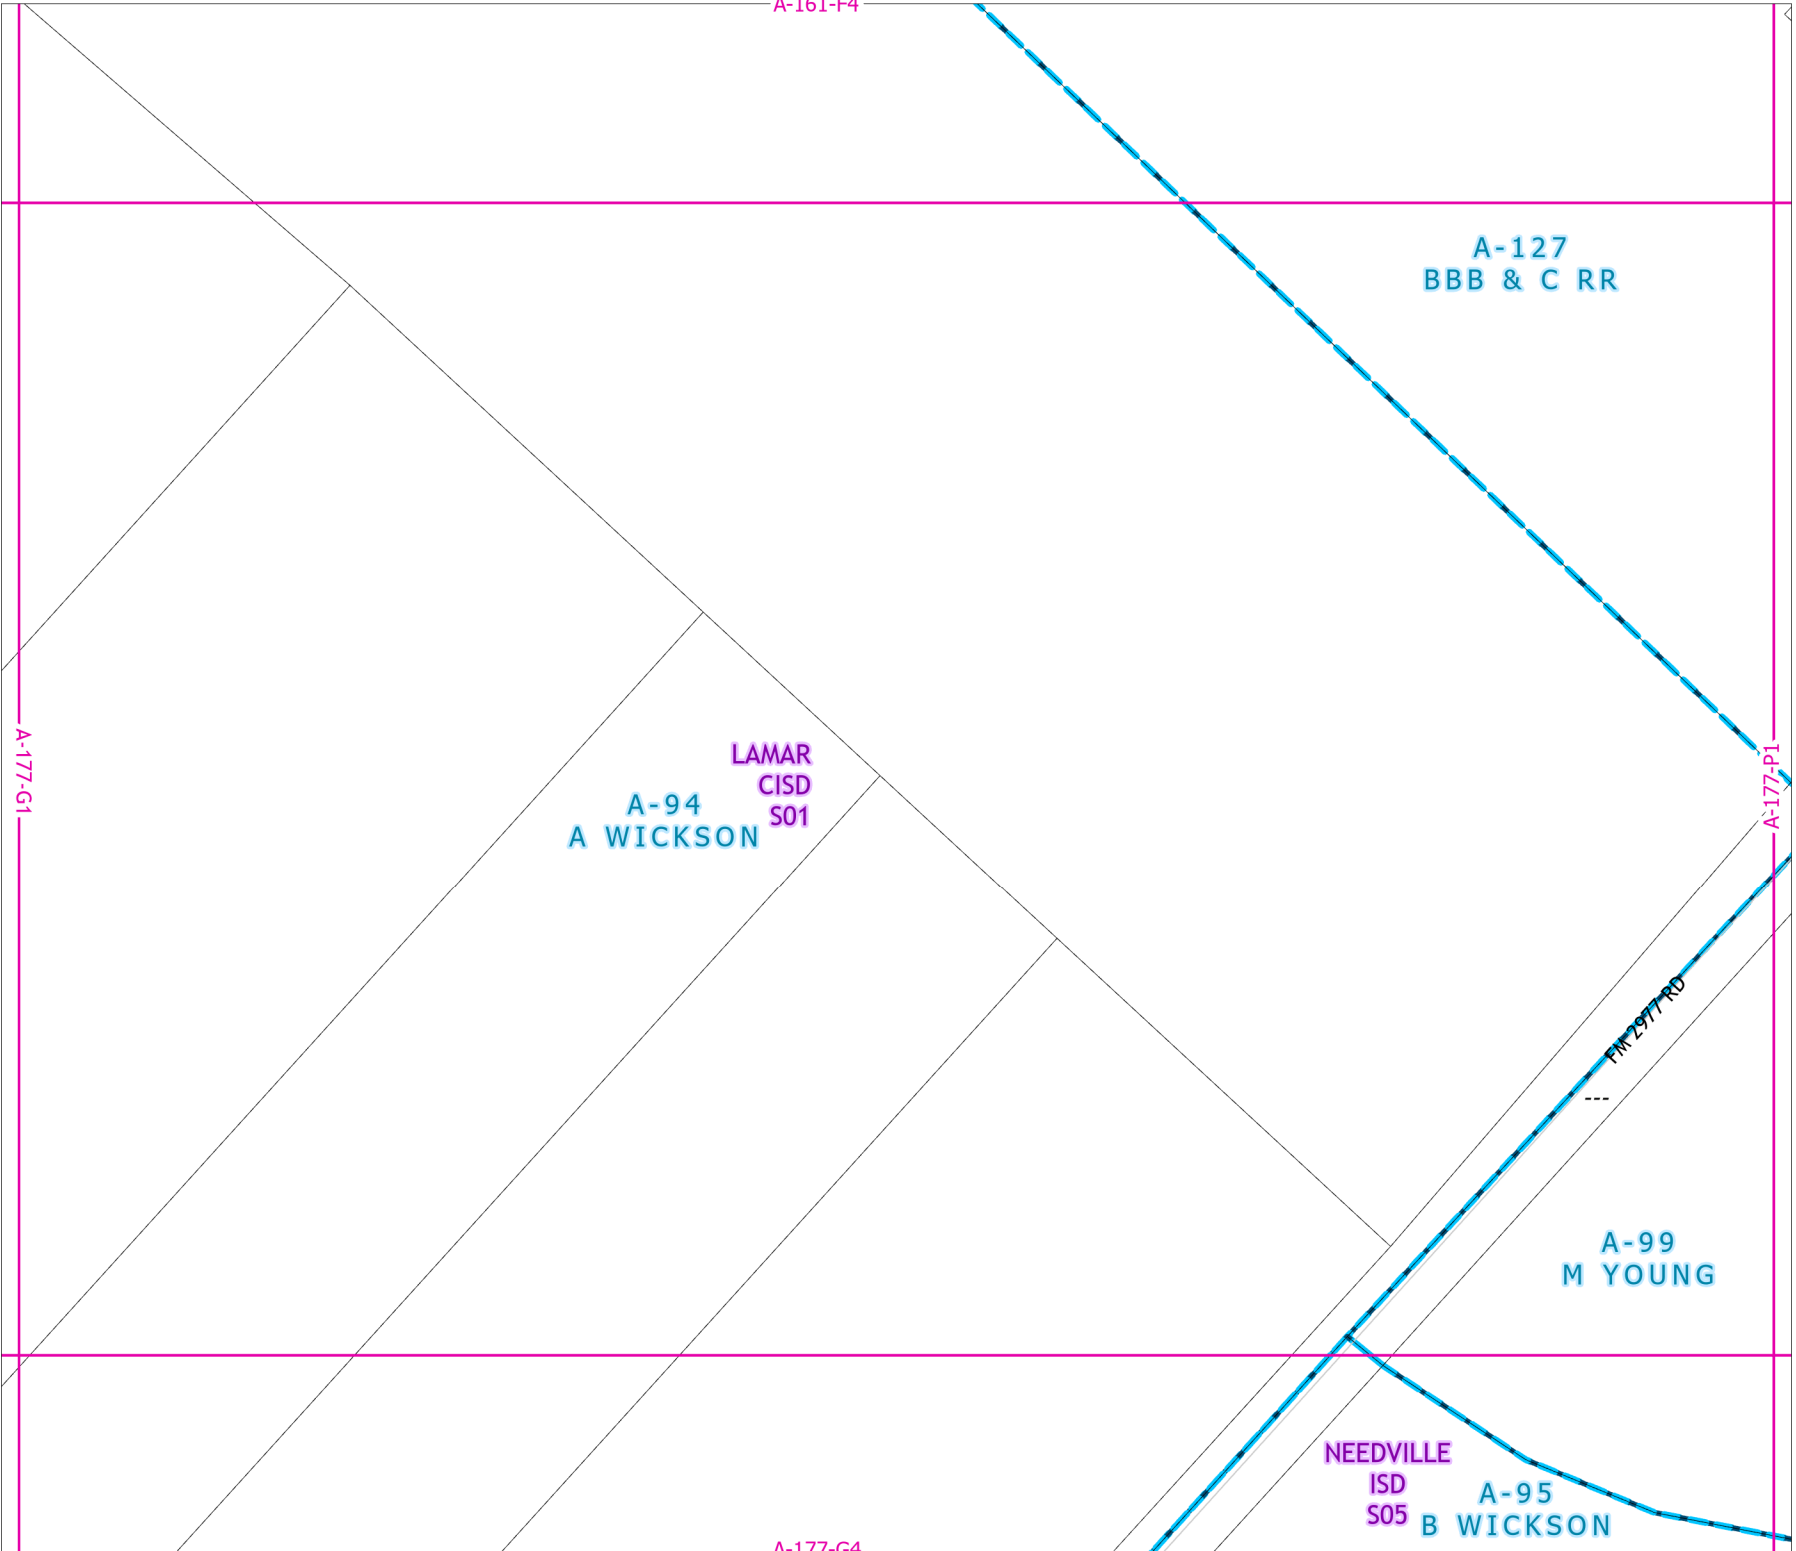 A-161-F4
A-127
BBB & C RR
A-177-G1
LAMAR
CISD
S01
A-94
A WICKSON
A-177-P1
FM 2977 RD
---
A-99
M YOUNG
NEEDVILLE
ISD
S05
A-95
B WICKSON
A-177-G4